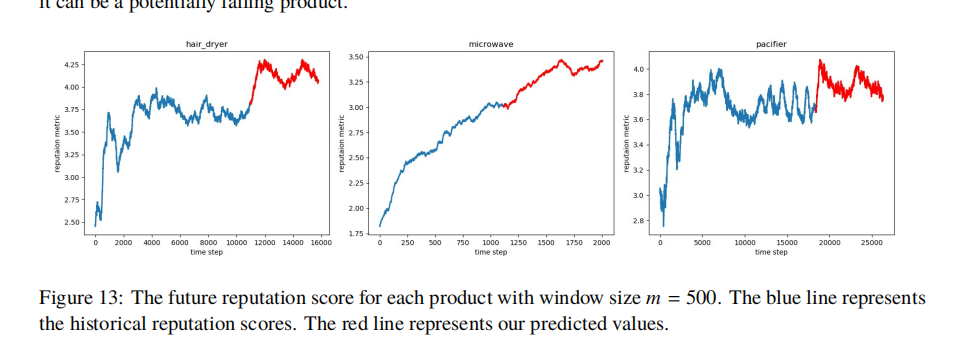 it can be a potentially failing product.
hair_dryer
microwave
pacifier
reputaion metric
4.25
4.00
3.75
3.50
3.25
3.00
2.75
2.50
0 2000 4000 6000 8000 10000 12000 14000 16000
time step
reputaion metric
3.50
3.25
3.00
2.75
2.50
2.25
2.00
1.75
0 250 500 750 1000 1250 1500 1750 2000
time step
reputaion metric
4.0
3.8
3.6
3.4
3.2
3.0
2.8
0 5000 10000 15000 20000 25000
time step
Figure 13: The future reputation score for each product with window size m = 500. The blue line represents
the historical reputation scores. The red line represents our predicted values.